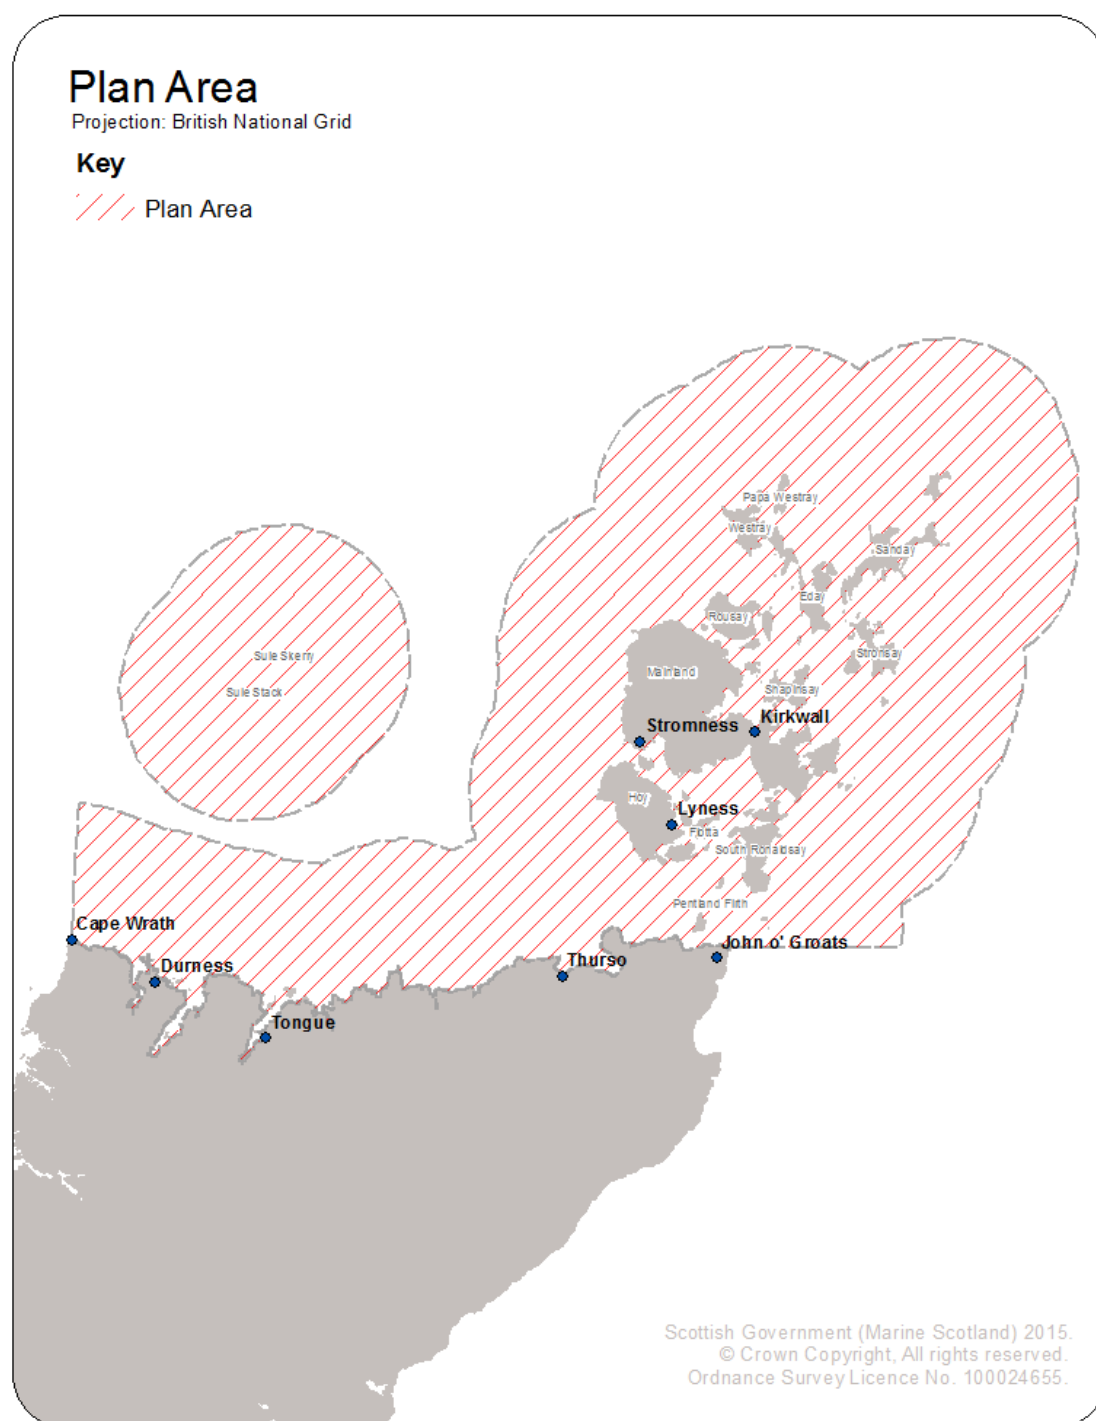 Plan Area
Projection: British National Grid
Key
Plan Area
Papa Westray
Westray
Sanday
Eday
Rousay
Stronsay
Sule Skerry
Mainland
Sule Stack
Shapinsay
Kirkwall
Stromness
Hoy
Lyness
Flotta
South Ronaldsay
Pentland Firth
Cape Wrath
John o' Groats
Durness
Thurso
Tongue
Scottish Government (Marine Scotland) 2015.
© Crown Copyright, All rights reserved.
Ordnance Survey Licence No. 100024655.